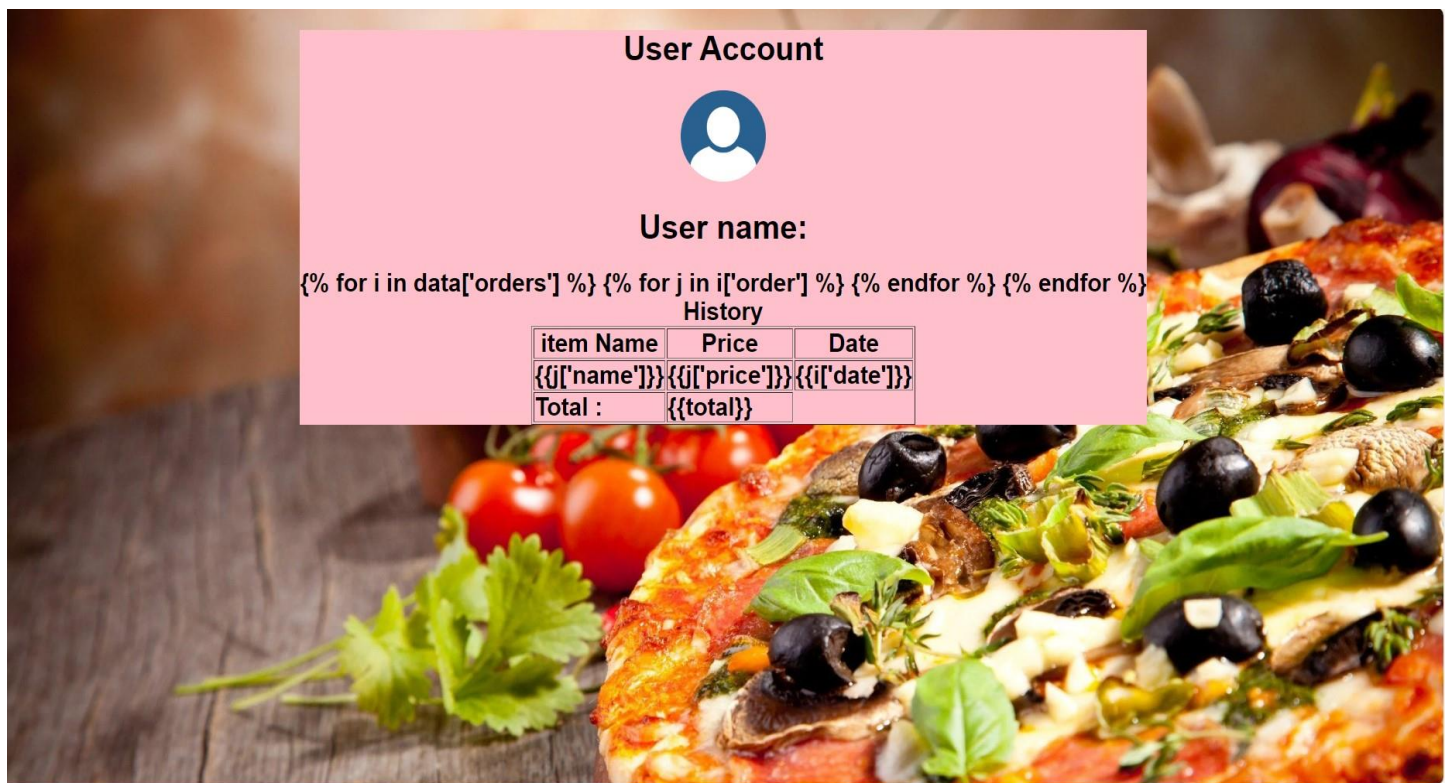 User Account
User name:
{% for i in data['orders'] %} {% for j in i['order'] %} {% endfor %} {% endfor %}
History
item Name Price Date
{{j['name']}} {{j['price']}} {{i['date']}}
Total : {{total}}